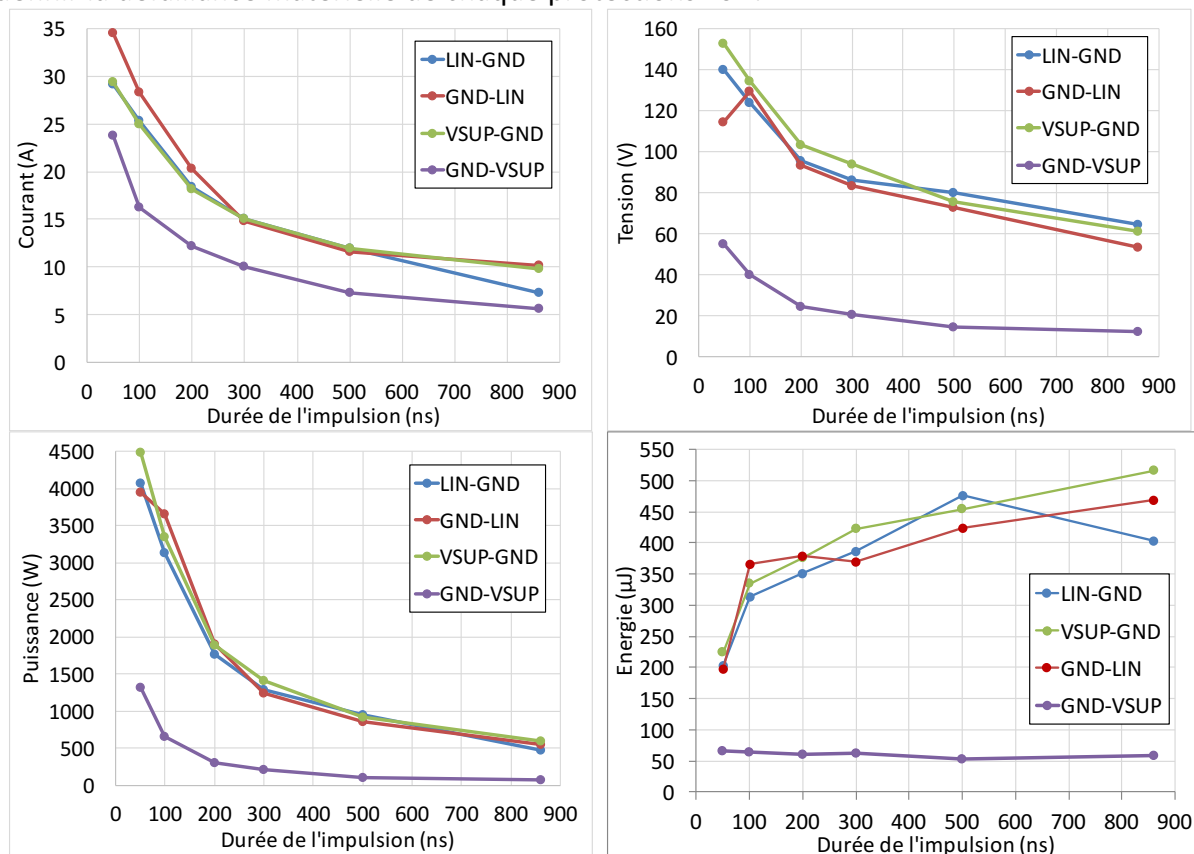 35
30
25
20
15
10
5
0
Courant (A)
0 100 200 300 400 500 600 700 800 900
Durée de l'impulsion (ns)
LIN-GND
GND-LIN
VSUP-GND
GND-VSUP
160
140
120
100
80
60
40
20
0
Tension (V)
0 100 200 300 400 500 600 700 800 900
Durée de l'impulsion (ns)
LIN-GND
GND-LIN
VSUP-GND
GND-VSUP
4500
4000
3500
3000
2500
2000
1500
1000
500
0
Puissance (W)
0 100 200 300 400 500 600 700 800 900
Durée de l'impulsion (ns)
LIN-GND
GND-LIN
VSUP-GND
GND-VSUP
550
500
450
400
350
300
250
200
150
100
50
0
Energie (µJ)
0 100 200 300 400 500 600 700 800 900
Durée de l'impulsion (ns)
LIN-GND
VSUP-GND
GND-LIN
GND-VSUP